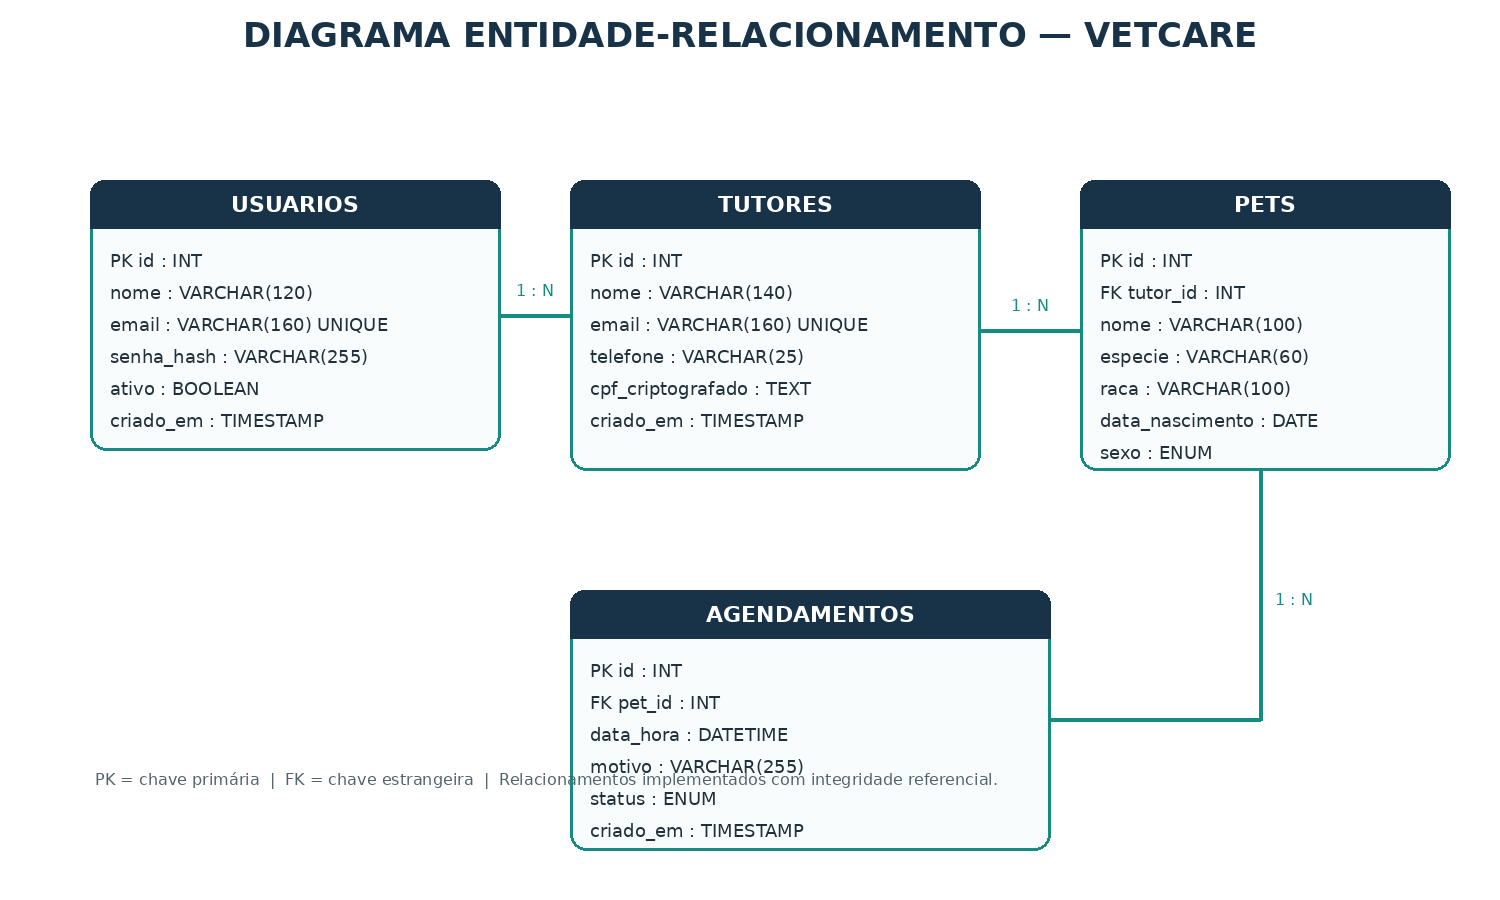 DIAGRAMA ENTIDADE-RELACIONAMENTO — VETCARE
USUARIOS
PK id : INT
nome : VARCHAR(120)
email : VARCHAR(160) UNIQUE
senha_hash : VARCHAR(255)
ativo : BOOLEAN
criado_em : TIMESTAMP
1 : N
TUTORES
PK id : INT
nome : VARCHAR(140)
email : VARCHAR(160) UNIQUE
telefone : VARCHAR(25)
cpf_criptografado : TEXT
criado_em : TIMESTAMP
1 : N
PETS
PK id : INT
FK tutor_id : INT
nome : VARCHAR(100)
especie : VARCHAR(60)
raca : VARCHAR(100)
data_nascimento : DATE
sexo : ENUM
1 : N
AGENDAMENTOS
PK id : INT
FK pet_id : INT
data_hora : DATETIME
motivo : VARCHAR(255)
status : ENUM
criado_em : TIMESTAMP
PK = chave primária | FK = chave estrangeira | Relacionamentos implementados com integridade referencial.